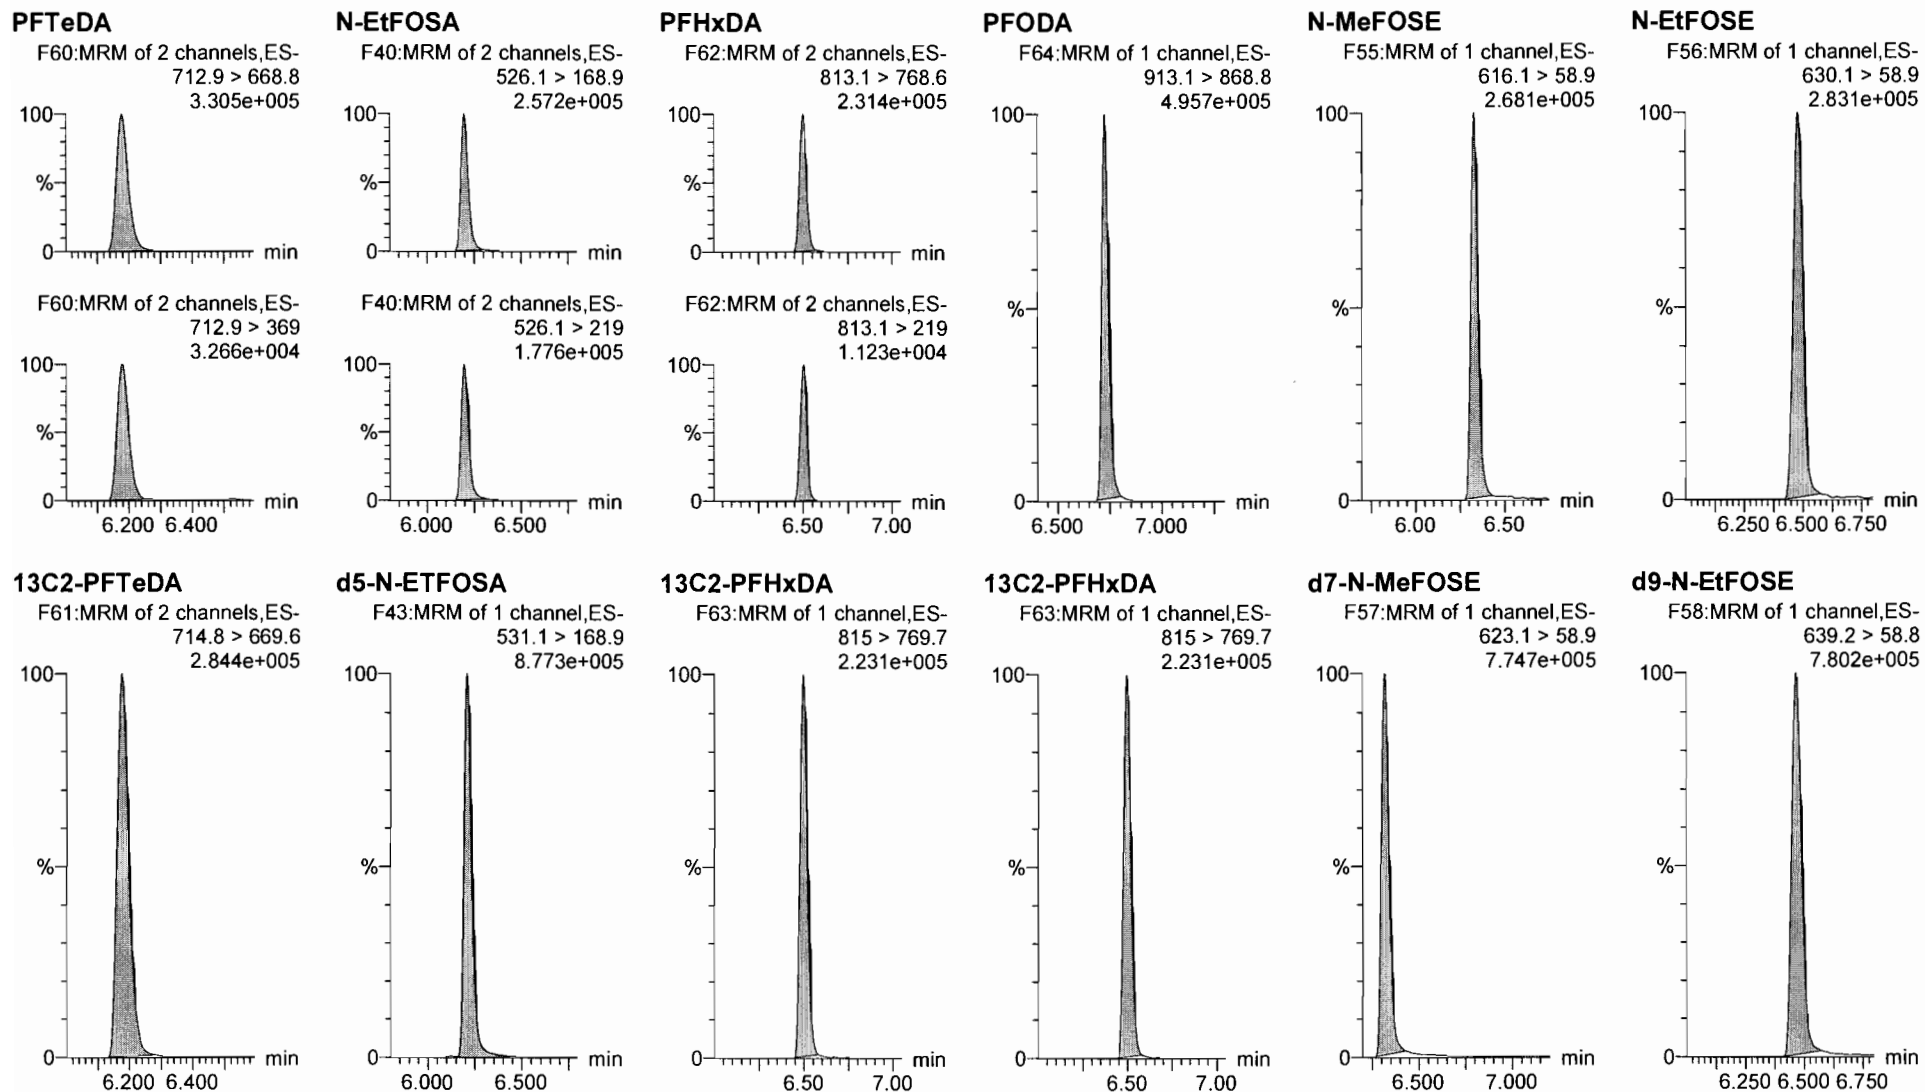 PFTeDA
F60:MRM of 2 channels,ES-
712.9 > 668.8
3.305e+005
100
%
0
min
F60:MRM of 2 channels,ES-
712.9 > 369
3.266e+004
100
%
0
min
6.200 6.400
N-EtFOSA
F40:MRM of 2 channels,ES-
526.1 > 168.9
2.572e+005
100
%
0
min
F40:MRM of 2 channels,ES-
526.1 > 219
1.776e+005
100
%
0
min
6.000 6.500
PFHxDA
F62:MRM of 2 channels,ES-
813.1 > 768.6
2.314e+005
100
%
0
min
F62:MRM of 2 channels,ES-
813.1 > 219
1.123e+004
100
%
0
min
6.50 7.00
PFODA
F64:MRM of 1 channel,ES-
913.1 > 868.8
4.957e+005
100
%
0
min
6.500 7.000
N-MeFOSE
F55:MRM of 1 channel,ES-
616.1 > 58.9
2.681e+005
100
%
0
min
6.00 6.50
N-EtFOSE
F56:MRM of 1 channel,ES-
630.1 > 58.9
2.831e+005
100
%
0
min
6.250 6.500 6.750
13C2-PFTeDA
F61:MRM of 2 channels,ES-
714.8 > 669.6
2.844e+005
100
%
0
min
6.200 6.400
d5-N-ETFOSA
F43:MRM of 1 channel,ES-
531.1 > 168.9
8.773e+005
100
%
0
min
6.000 6.500
13C2-PFHxDA
F63:MRM of 1 channel,ES-
815 > 769.7
2.231e+005
100
%
0
min
6.50 7.00
13C2-PFHxDA
F63:MRM of 1 channel,ES-
815 > 769.7
2.231e+005
100
%
0
min
6.50 7.00
d7-N-MeFOSE
F57:MRM of 1 channel,ES-
623.1 > 58.9
7.747e+005
100
%
0
min
6.500 7.000
d9-N-EtFOSE
F58:MRM of 1 channel,ES-
639.2 > 58.8
7.802e+005
100
%
0
min
6.250 6.500 6.750